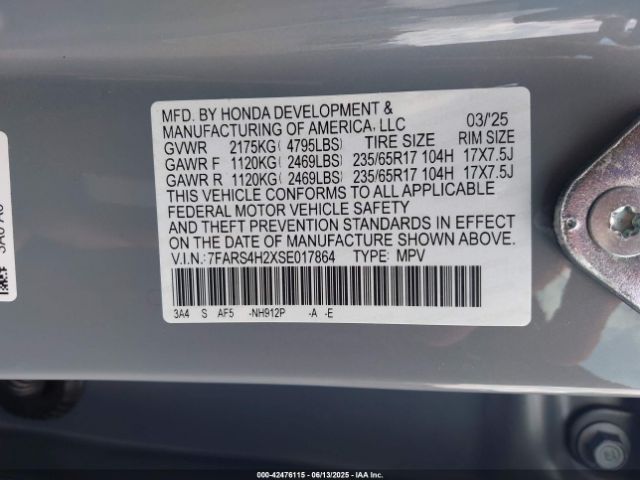 MFD. BY HONDA DEVELOPMENT &
MANUFACTURING OF AMERICA, LLC 03/'25
GVWR 2175KG( 4795LBS) TIRE SIZE RIM SIZE
GAWR F 1120KG( 2469LBS) 235/65R17 104H 17X7.5J
GAWR R 1120KG( 2469LBS) 235/65R17 104H 17X7.5J
THIS VEHICLE CONFORMS TO ALL APPLICABLE
FEDERAL MOTOR VEHICLE SAFETY
AND THEFT PREVENTION STANDARDS IN EFFECT
ON THE DATE OF MANUFACTURE SHOWN ABOVE.
V.I.N.:7FARS4H2XSE017864 TYPE: MPV
3A4 S AF5 -NH912P -A -E
000-42476115 - 06/13/2025 - IAAInc.